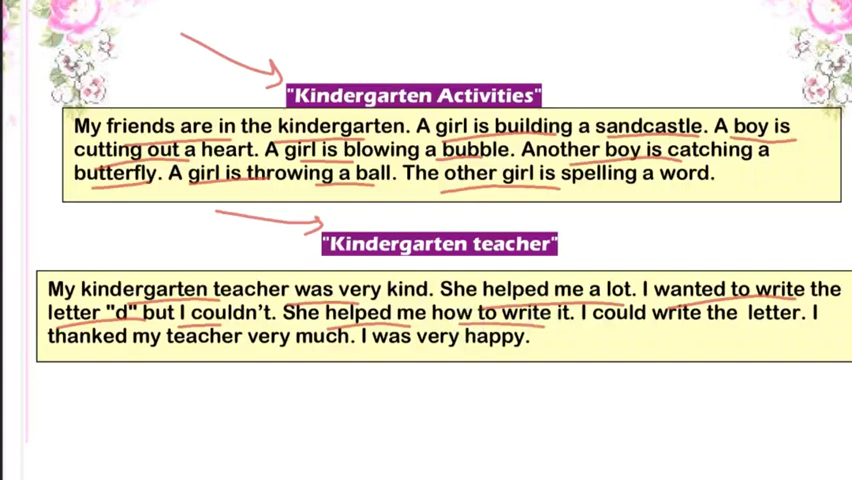 "Kindergarten Activities"
My friends are in the kindergarten. A girl is building a sandcastle. A boy is
cutting out a heart. A girl is blowing a bubble. Another boy is catching a
butterfly. A girl is throwing a ball. The other girl is spelling a word.
"Kindergarten teacher"
My kindergarten teacher was very kind. She helped me a lot. I wanted to write the
letter "d" but I couldn't. She helped me how to write it. I could write the letter. I
thanked my teacher very much. I was very happy.